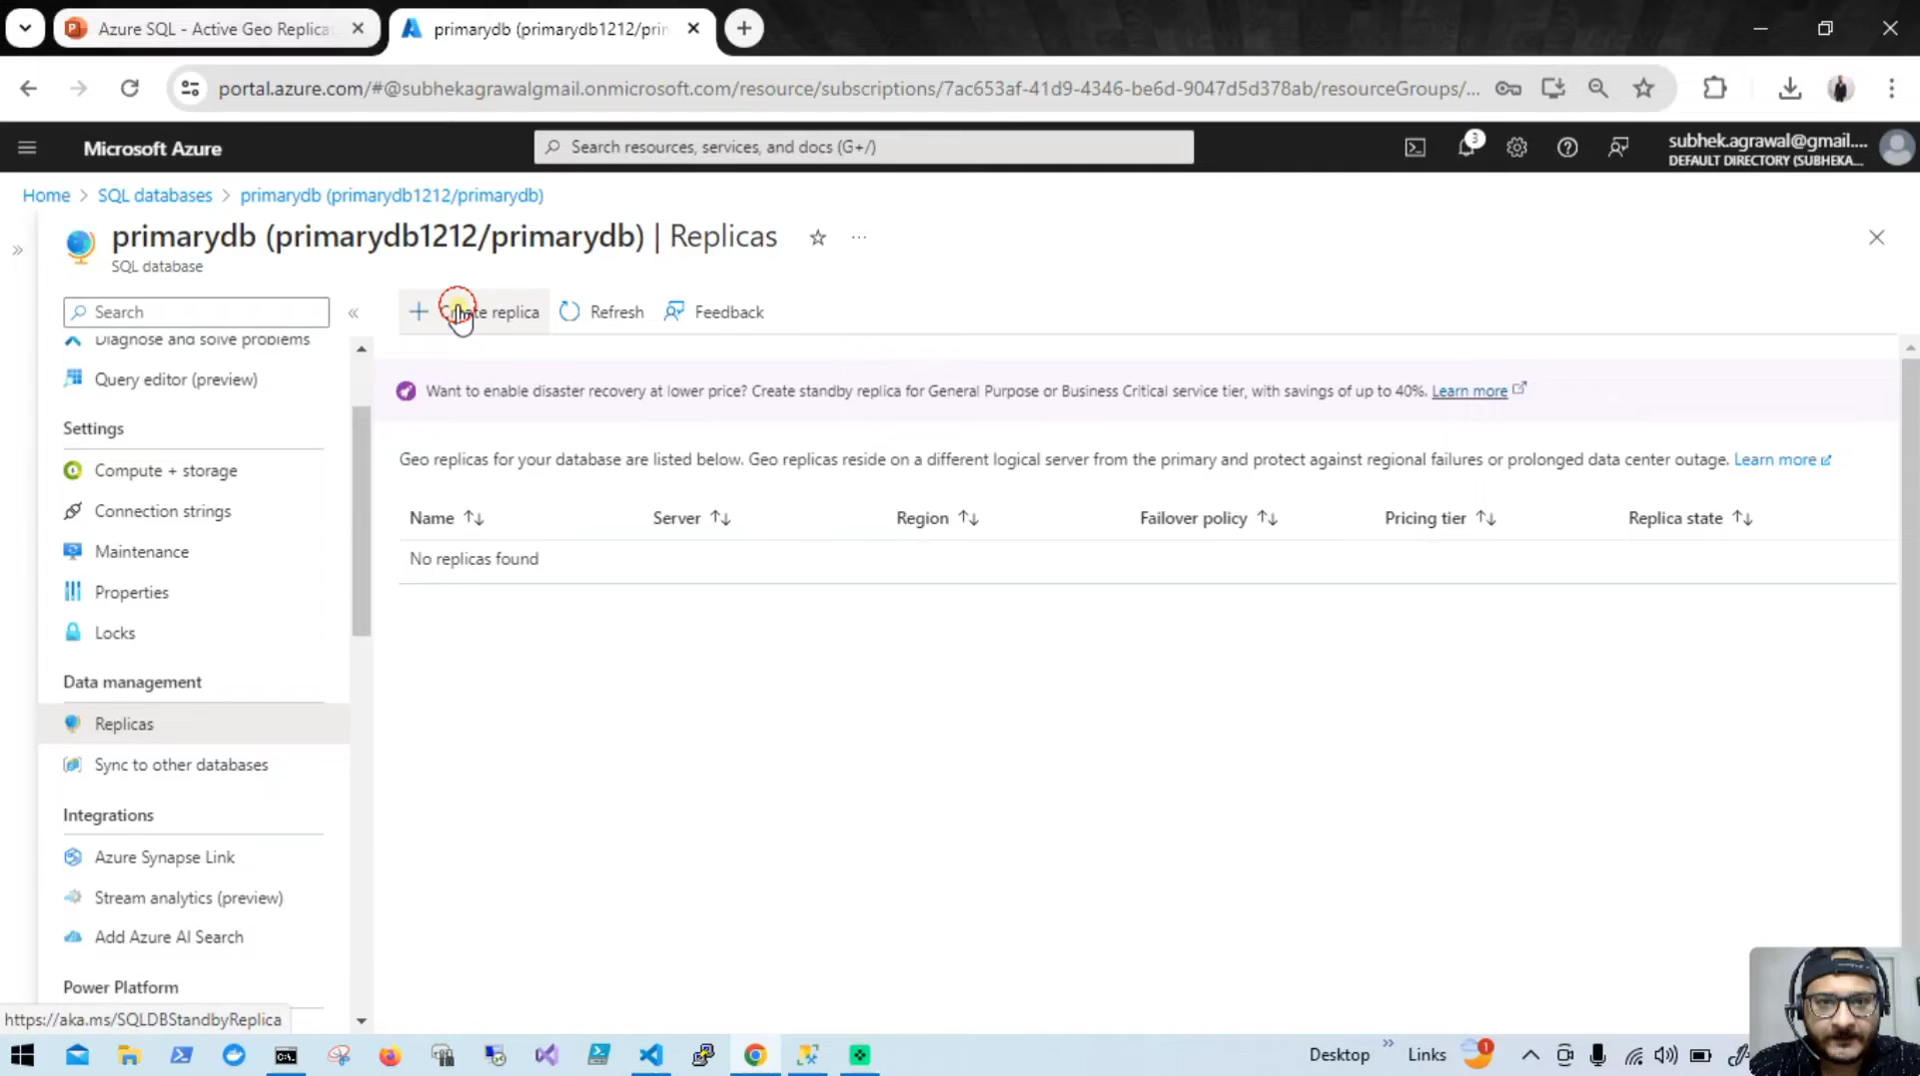 Azure SQL - Active Geo Replica
primarydb (primarydb1212/prin
portal.azure.com/#@subhekagrawalgmail.onmicrosoft.com/resource/subscriptions/7ac653af-41d9-4346-be6d-9047d5d378ab/resourceGroups/...
Microsoft Azure
Search resources, services, and docs (G+/)
3
subhek.agrawal@gmail....
DEFAULT DIRECTORY (SUBHEKA...
Home > SQL databases > primarydb (primarydb1212/primarydb)
primarydb (primarydb1212/primarydb) | Replicas
SQL database
Search
Diagnose and solve problems
Query editor (preview)
Settings
Compute + storage
Connection strings
Maintenance
Properties
Locks
Data management
Replicas
Sync to other databases
Integrations
Azure Synapse Link
Stream analytics (preview)
Add Azure AI Search
Power Platform
https://aka.ms/SQLDBStandbyReplica
replica
Refresh
Feedback
Want to enable disaster recovery at lower price? Create standby replica for General Purpose or Business Critical service tier, with savings of up to 40%. Learn more
Geo replicas for your database are listed below. Geo replicas reside on a different logical server from the primary and protect against regional failures or prolonged data center outage. Learn more
Name Server Region Failover policy Pricing tier Replica state
No replicas found
Desktop
Links
1